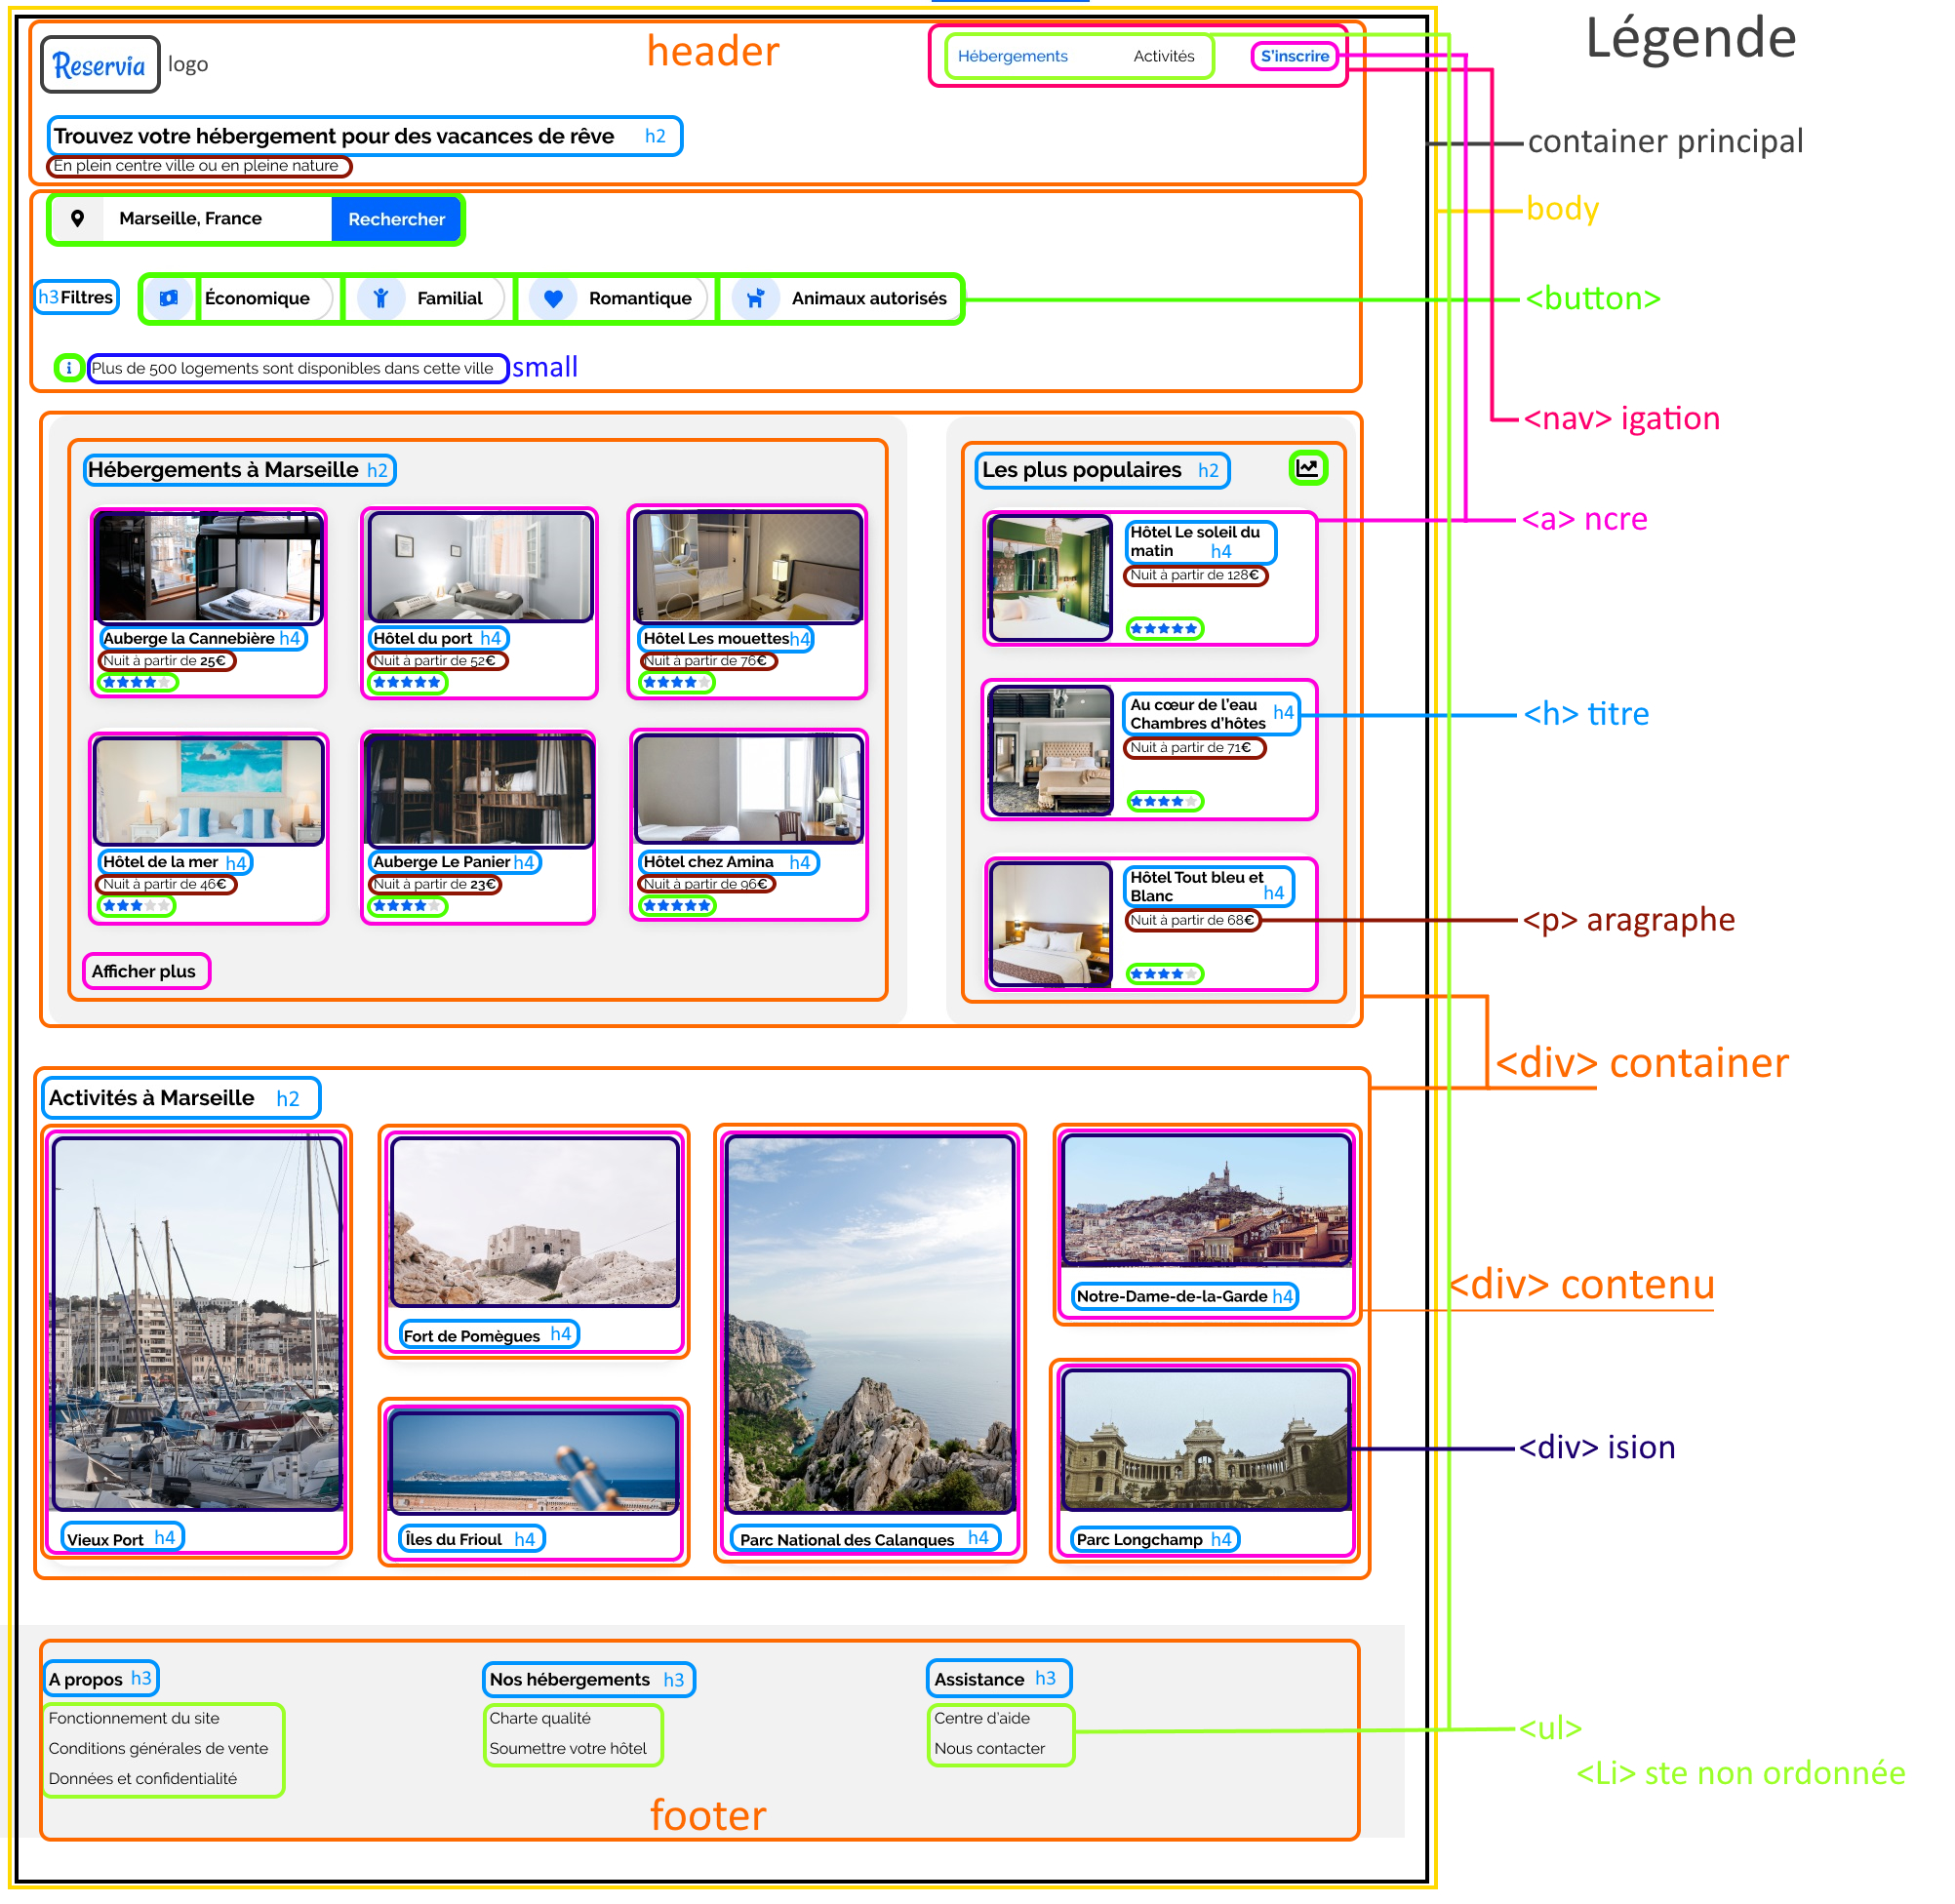 Légende
header
Reservia logo
Hébergements Activités S'inscrire
Trouvez votre hébergement pour des vacances de rêve h2
En plein centre ville ou en pleine nature
container principal
body
Marseille, France Rechercher
h3 Filtres Économique Familial Romantique Animaux autorisés
<button>
i Plus de 500 logements sont disponibles dans cette ville small
<nav> igation
Hébergements à Marseille h2
Auberge la Cannebière h4
Nuit à partir de 25€
Hôtel du port h4
Nuit à partir de 52€
Hôtel Les mouettes h4
Nuit à partir de 76€
Hôtel de la mer h4
Nuit à partir de 46€
Auberge Le Panier h4
Nuit à partir de 23€
Hôtel chez Amina h4
Nuit à partir de 96€
Afficher plus
Les plus populaires h2
Hôtel Le soleil du
matin h4
Nuit à partir de 128€
Au cœur de l'eau
Chambres d'hôtes h4
Nuit à partir de 71€
Hôtel Tout bleu et
Blanc h4
Nuit à partir de 68€
<a> ncre
<h> titre
<p> aragraphe
<div> container
Activités à Marseille h2
Vieux Port h4
Fort de Pomègues h4
Îles du Frioul h4
Parc National des Calanques h4
Notre-Dame-de-la-Garde h4
Parc Longchamp h4
<div> contenu
<div> ision
A propos h3
Fonctionnement du site
Conditions générales de vente
Données et confidentialité
Nos hébergements h3
Charte qualité
Soumettre votre hôtel
Assistance h3
Centre d'aide
Nous contacter
<ul>
<Li> ste non ordonnée
footer